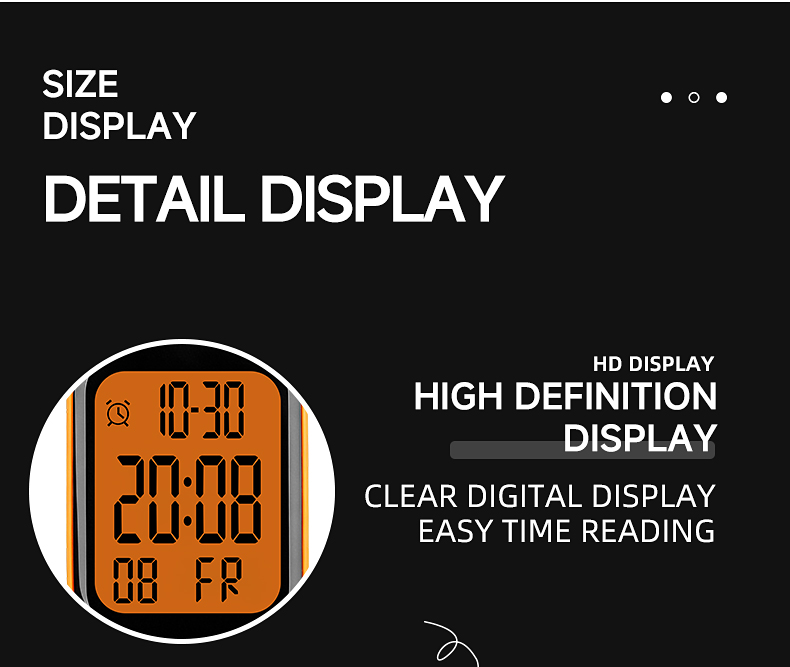 SIZE
DISPLAY
DETAIL DISPLAY
HD DISPLAY
HIGH DEFINITION
DISPLAY
CLEAR DIGITAL DISPLAY
EASY TIME READING
10-30
20:08
08 FR